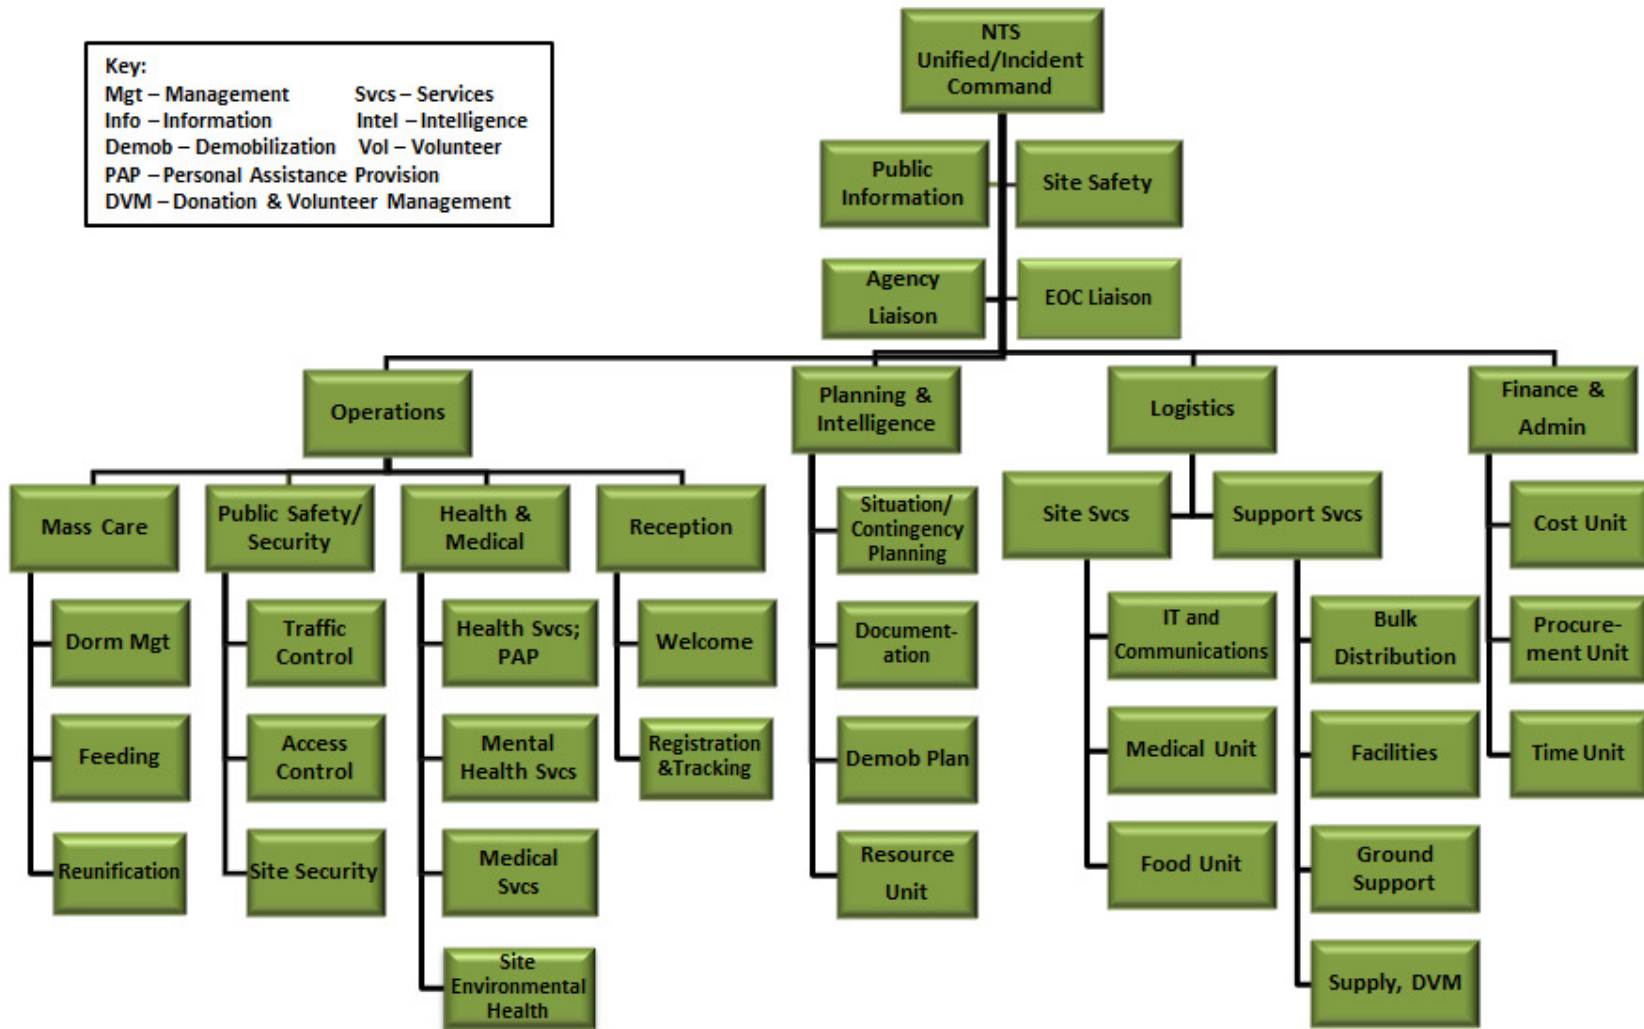 Key:
Mgt – Management Svcs – Services
Info – Information Intel – Intelligence
Demob – Demobilization Vol – Volunteer
PAP – Personal Assistance Provision
DVM – Donation & Volunteer Management
NTS
Unified/Incident
Command
Public
Information
Site Safety
Agency
Liaison
EOC Liaison
Operations
Planning &
Intelligence
Logistics
Finance &
Admin
Mass Care
Public Safety/
Security
Health &
Medical
Reception
Dorm Mgt
Feeding
Reunification
Traffic
Control
Access
Control
Site Security
Health Svcs;
PAP
Mental
Health Svcs
Medical
Svcs
Site
Environmental
Health
Welcome
Registration
&Tracking
Situation/
Contingency
Planning
Document-
ation
Demob Plan
Resource
Unit
Site Svcs
Support Svcs
IT and
Communications
Medical Unit
Food Unit
Bulk
Distribution
Facilities
Ground
Support
Supply, DVM
Cost Unit
Procure-
ment Unit
Time Unit